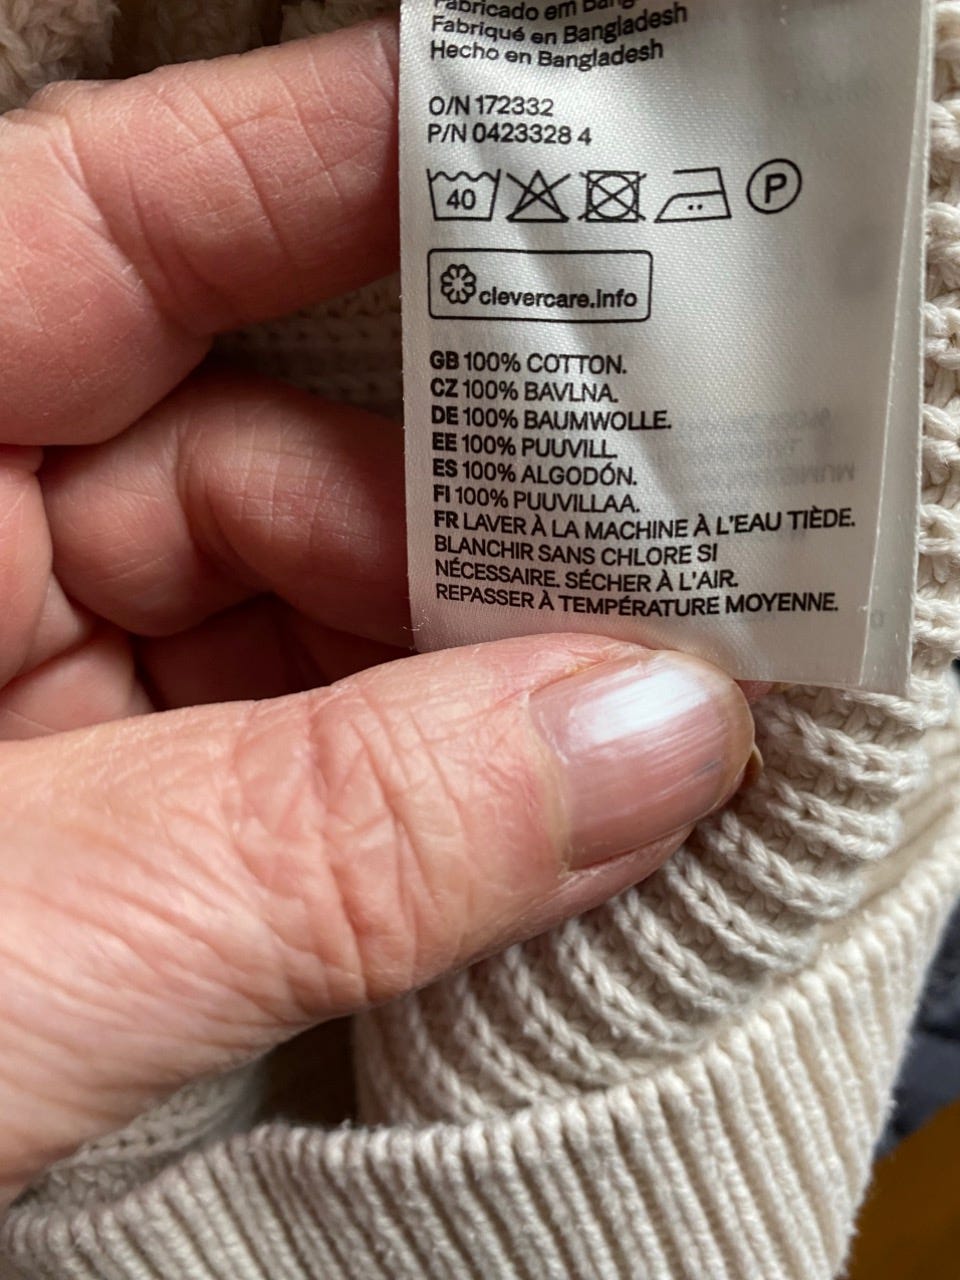 Fabricado em Bang
Fabriqué en Bangladesh
Hecho en Bangladesh
O/N 172332
P/N 0423328 4
40 P
clevercare.info
GB 100% COTTON.
CZ 100% BAVLNA.
DE 100% BAUMWOLLE.
EE 100% PUUVILL
ES 100% ALGODÓN.
FI 100% PUUVILLAA.
FR LAVER À LA MACHINE À L'EAU TIÈDE.
BLANCHIR SANS CHLORE SI
NÉCESSAIRE. SÉCHER À L'AIR.
REPASSER À TEMPÉRATURE MOYENNE.